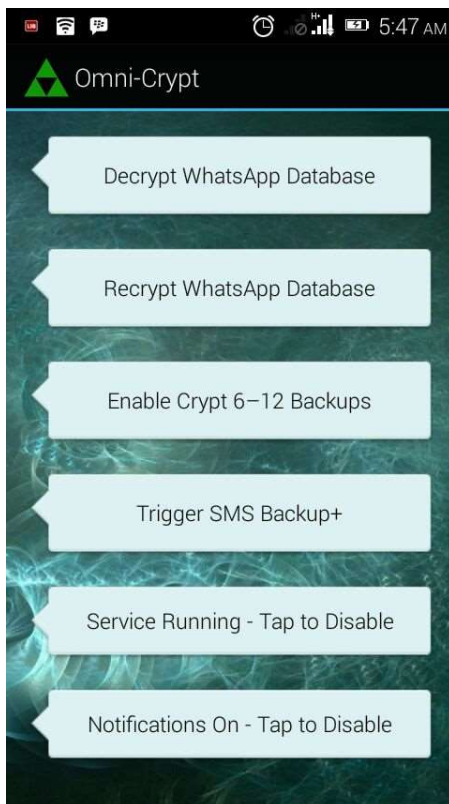 H+
5:47 AM
Omni-Crypt
Decrypt WhatsApp Database
Recrypt WhatsApp Database
Enable Crypt 6–12 Backups
Trigger SMS Backup+
Service Running - Tap to Disable
Notifications On - Tap to Disable